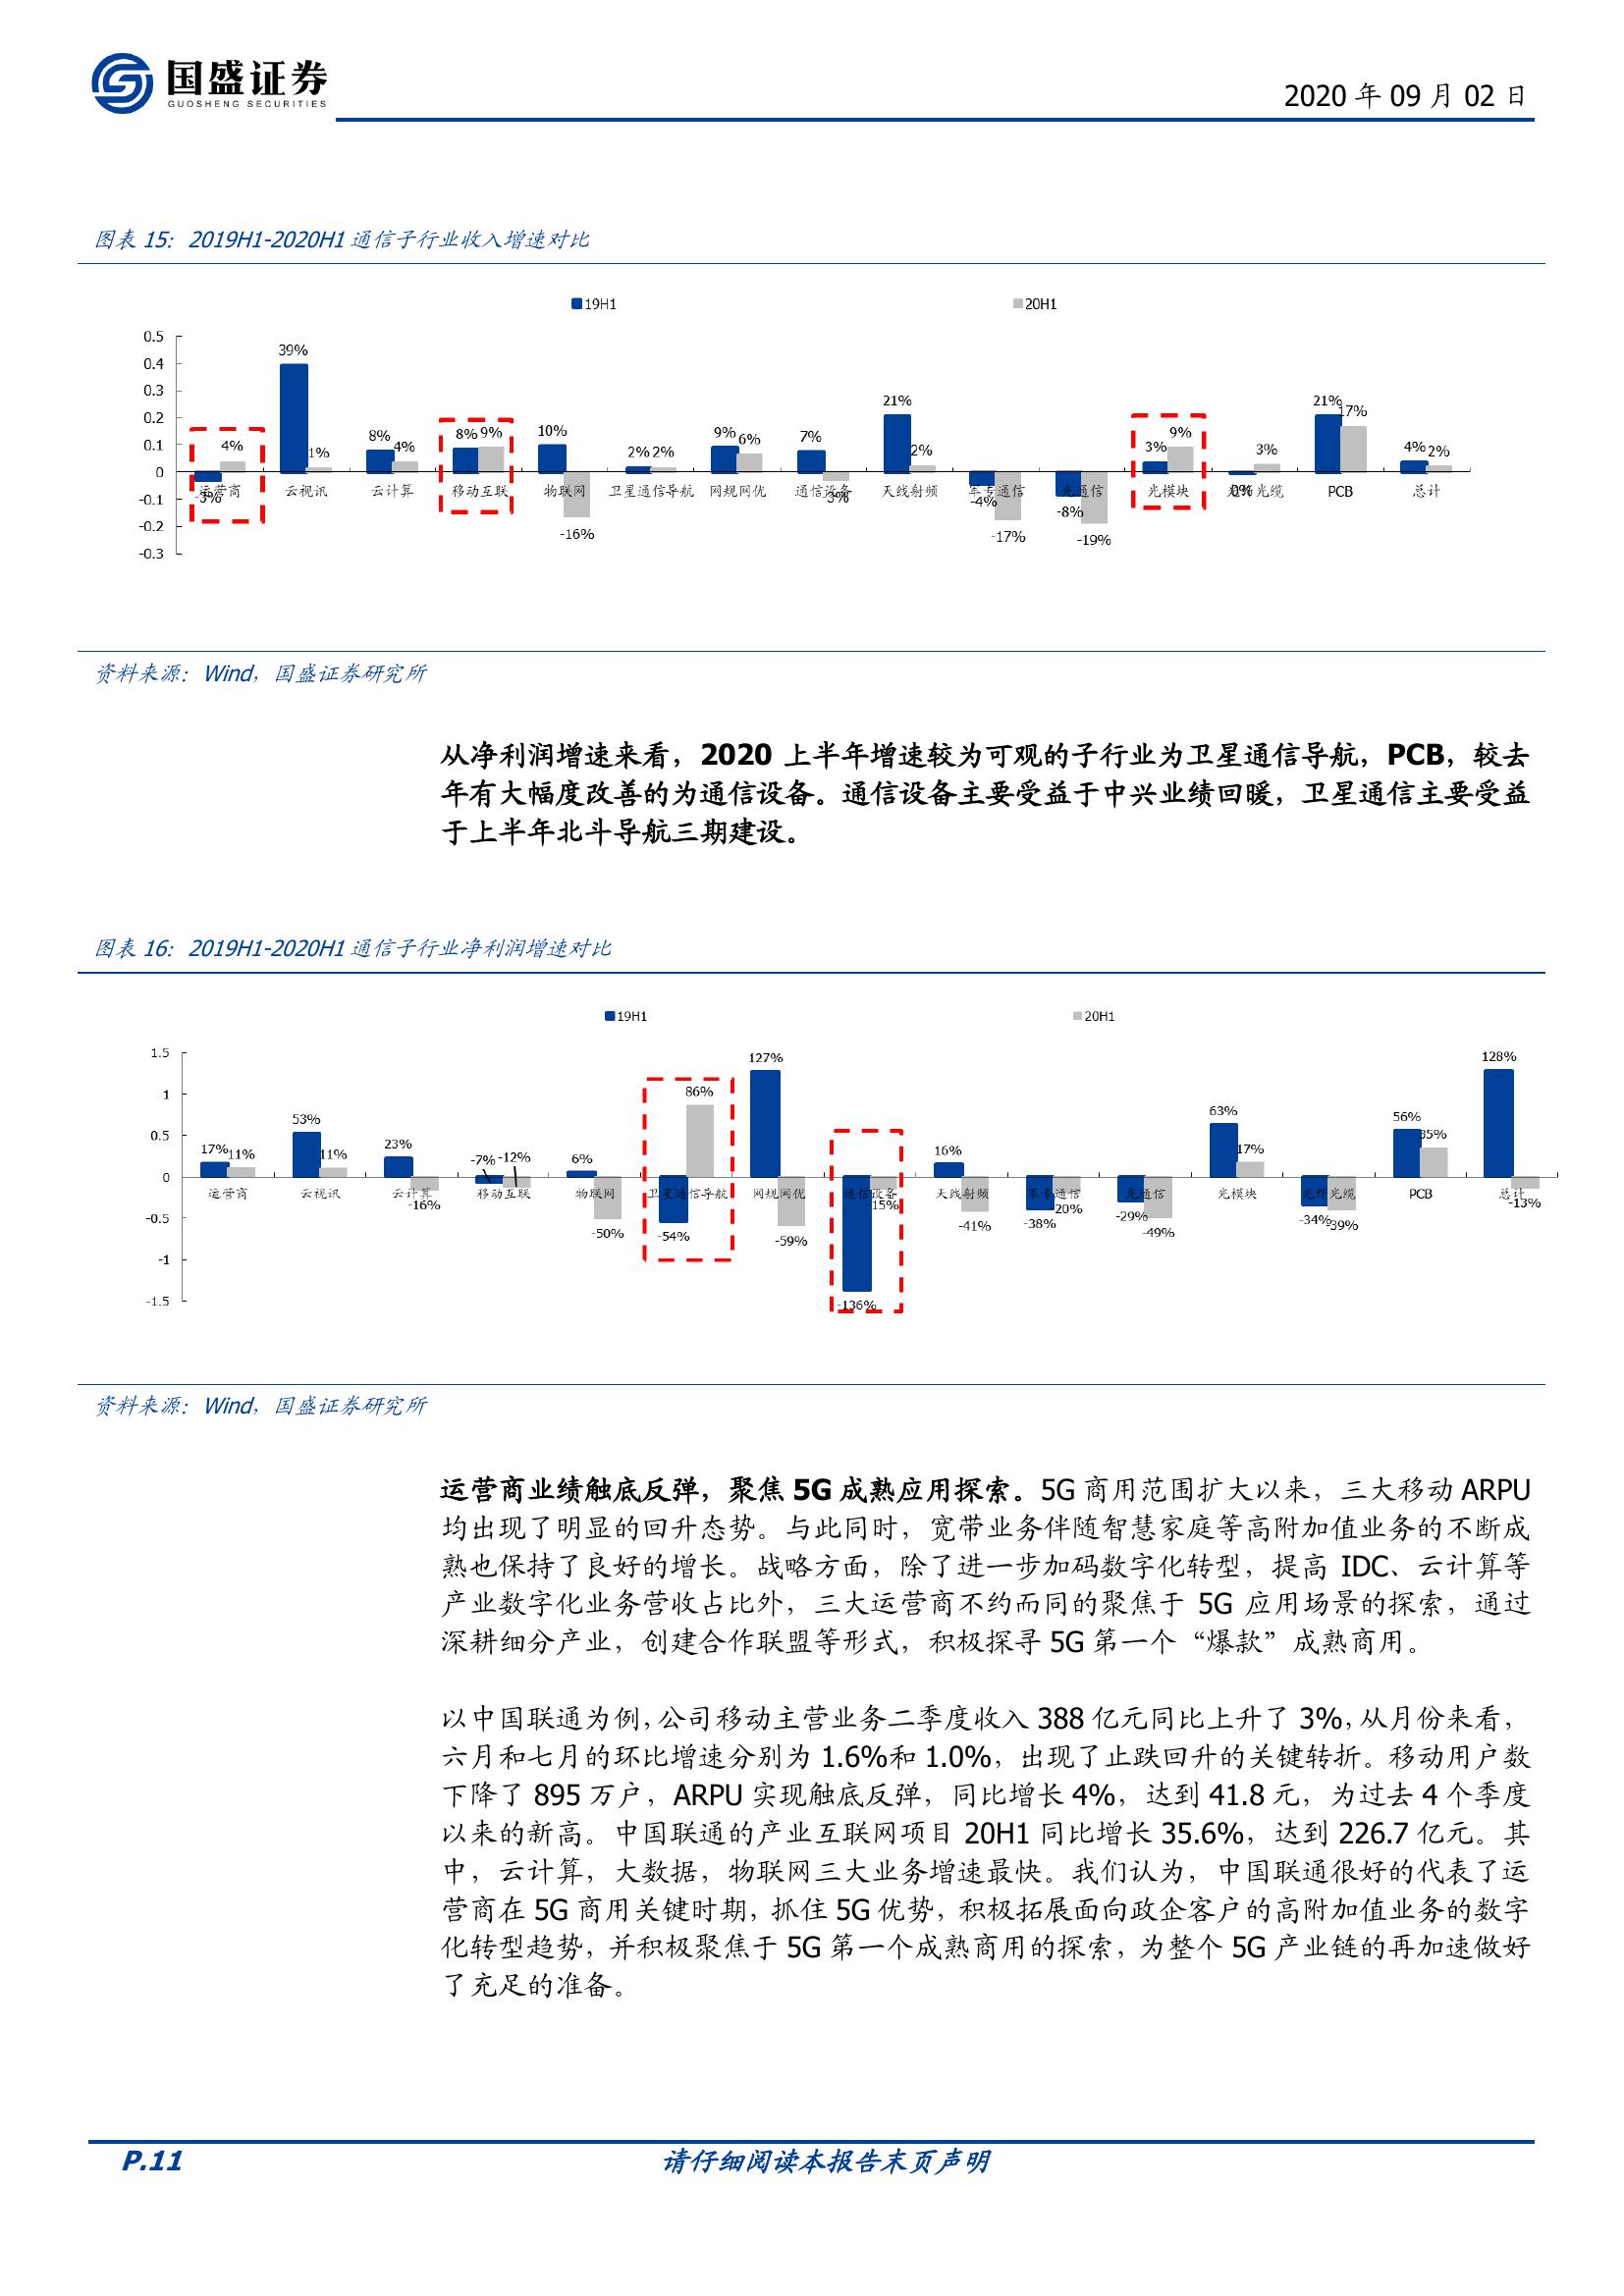 国盛证券
GUOSHENG SECURITIES
2020 年 09 月 02 日
图表 15：2019H1-2020H1 通信子行业收入增速对比
19H1 20H1
0.5
0.4
0.3
0.2
0.1
0
-0.1
-0.2
-0.3
-3% 39% 8% 8% 10% 2% 9% 7% 21% -4% -8% 3% 0% 21% 4%
4% 1% 4% 9% -16% 2% 6% -3% 2% -17% -19% 9% 3% 17% 2%
运营商 云视讯 云计算 移动互联 物联网 卫星通信导航 网规网优 通信设备 天线射频 军专通信 光通信 光模块 光纤光缆 PCB 总计
资料来源：Wind，国盛证券研究所
从净利润增速来看，2020 上半年增速较为可观的子行业为卫星通信导航，PCB，较去
年有大幅度改善的为通信设备。通信设备主要受益于中兴业绩回暖，卫星通信主要受益
于上半年北斗导航三期建设。
图表 16：2019H1-2020H1 通信子行业净利润增速对比
19H1 20H1
1.5
1
0.5
0
-0.5
-1
-1.5
17% 53% 23% -7% 6% -54% 127% -136% 16% -38% -29% 63% -34% 56% 128%
11% 11% -16% -12% -50% 86% -59% -15% -41% -20% -49% 17% -39% 35% -13%
运营商 云视讯 云计算 移动互联 物联网 卫星通信导航 网规网优 通信设备 天线射频 军专通信 光通信 光模块 光纤光缆 PCB 总计
资料来源：Wind，国盛证券研究所
运营商业绩触底反弹，聚焦 5G 成熟应用探索。5G 商用范围扩大以来，三大移动 ARPU
均出现了明显的回升态势。与此同时，宽带业务伴随智慧家庭等高附加值业务的不断成
熟也保持了良好的增长。战略方面，除了进一步加码数字化转型，提高 IDC、云计算等
产业数字化业务营收占比外，三大运营商不约而同的聚焦于 5G 应用场景的探索，通过
深耕细分产业，创建合作联盟等形式，积极探寻 5G 第一个“爆款”成熟商用。
以中国联通为例，公司移动主营业务二季度收入 388 亿元同比上升了 3%，从月份来看，
六月和七月的环比增速分别为 1.6%和 1.0%，出现了止跌回升的关键转折。移动用户数
下降了 895 万户，ARPU 实现触底反弹，同比增长 4%，达到 41.8 元，为过去 4 个季度
以来的新高。中国联通的产业互联网项目 20H1 同比增长 35.6%，达到 226.7 亿元。其
中，云计算，大数据，物联网三大业务增速最快。我们认为，中国联通很好的代表了运
营商在 5G 商用关键时期，抓住 5G 优势，积极拓展面向政企客户的高附加值业务的数字
化转型趋势，并积极聚焦于 5G 第一个成熟商用的探索，为整个 5G 产业链的再加速做好
了充足的准备。
P.11 请仔细阅读本报告末页声明